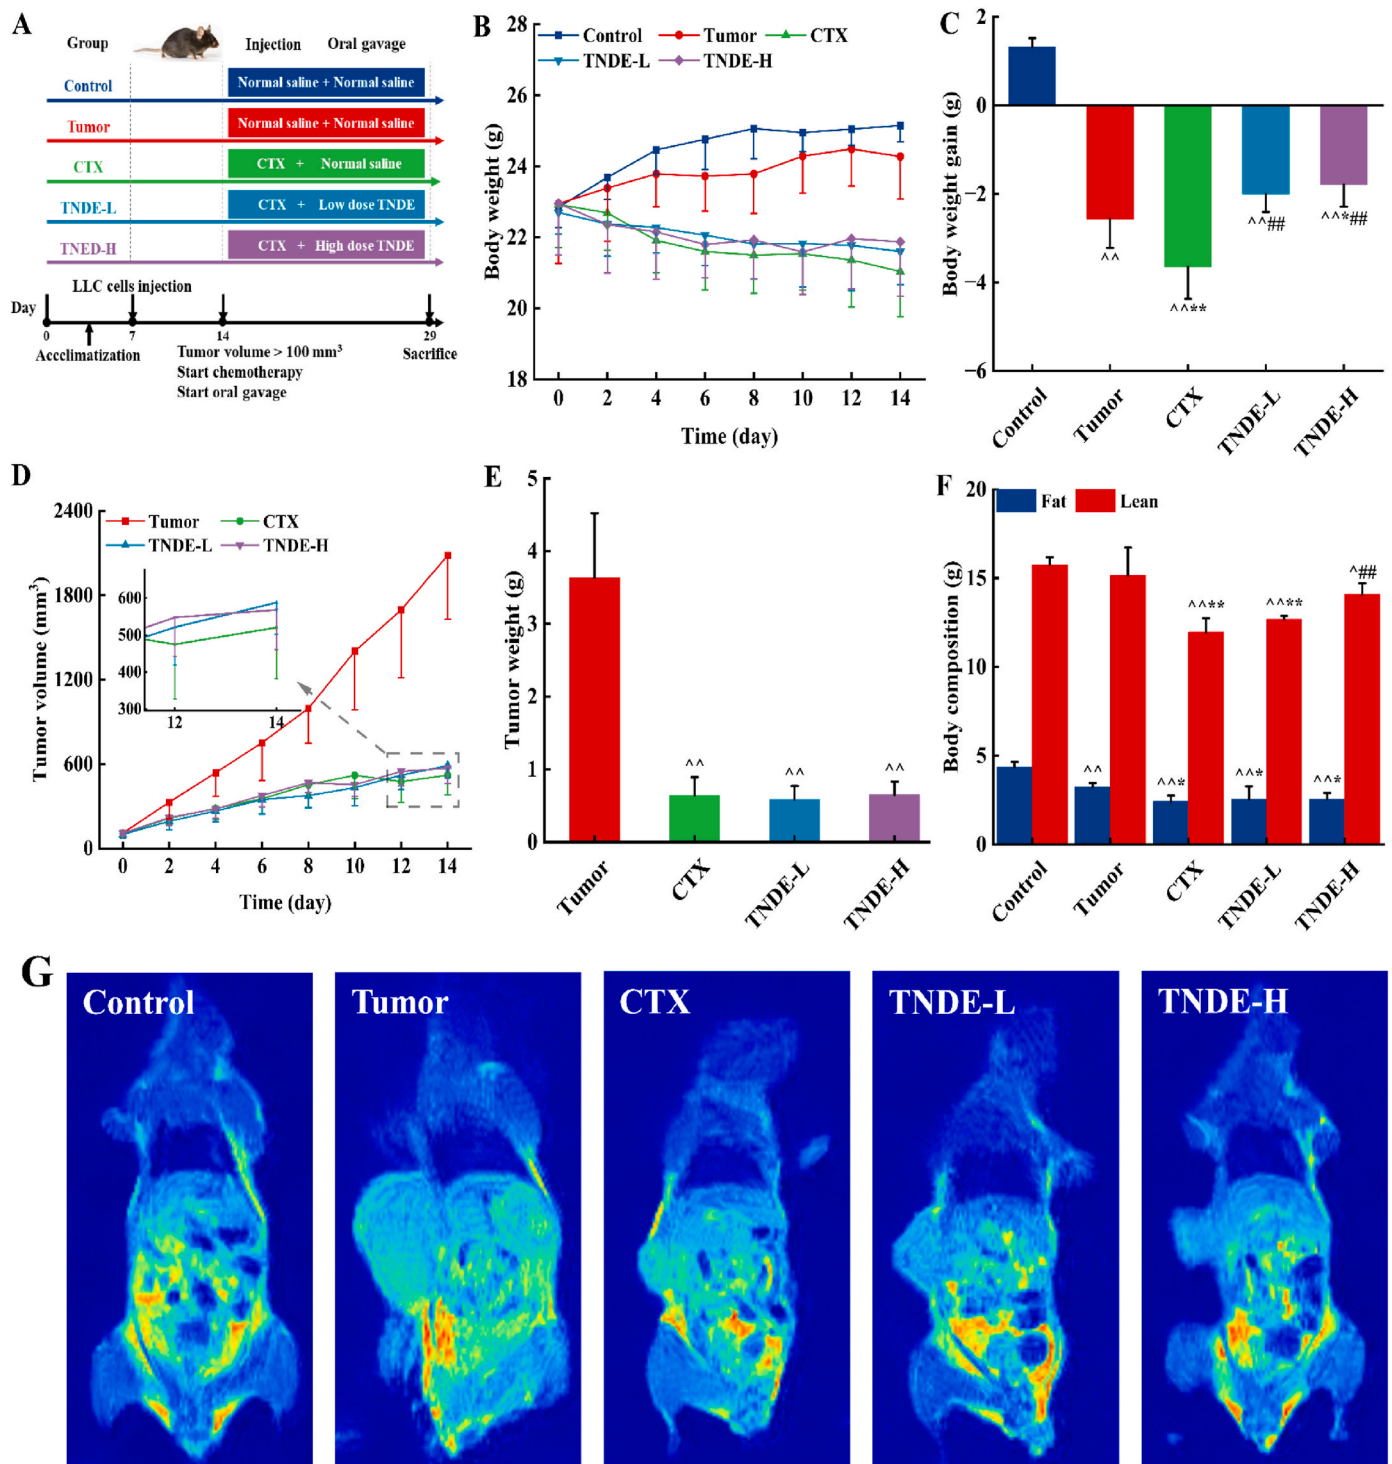 A
Group
Injection
Oral gavage
Control
Normal saline + Normal saline
Tumor
Normal saline + Normal saline
CTX
CTX + Normal saline
TNDE-L
CTX + Low dose TNDE
TNED-H
CTX + High dose TNDE
LLC cells injection
Day
0
7
14
29
Accclimatization
Tumor volume > 100 mm³
Sacrifice
Start chemotherapy
Start oral gavage
B
Control
Tumor
CTX
TNDE-L
TNDE-H
Body weight (g)
28
26
24
22
20
18
0 2 4 6 8 10 12 14
Time (day)
C
Body weight gain (g)
2
0
−2
−4
−6
^^
^^**
^^##
^^*##
Control
Tumor
CTX
TNDE-L
TNDE-H
D
Tumor
CTX
TNDE-L
TNDE-H
Tumor volume (mm³)
2400
1800
1200
600
0
600
500
400
300
12 14
0 2 4 6 8 10 12 14
Time (day)
E
Tumor weight (g)
5
4
3
2
1
0
^^
^^
^^
Tumor
CTX
TNDE-L
TNDE-H
F
Fat
Lean
Body composition (g)
20
15
10
5
0
^^
^^*
^^**
^^*
^^**
^^*
^##
Control
Tumor
CTX
TNDE-L
TNDE-H
G
Control
Tumor
CTX
TNDE-L
TNDE-H